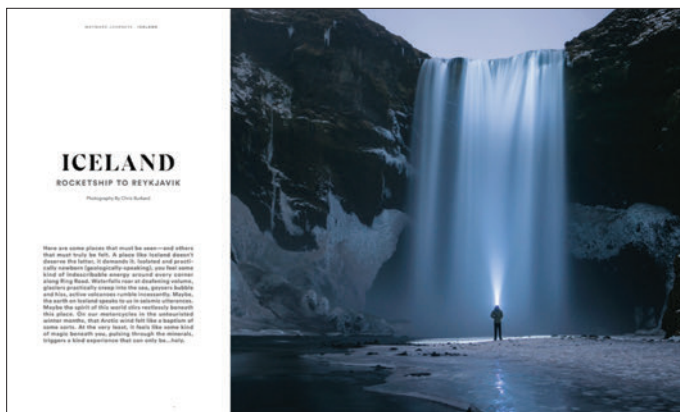 ICELAND
ICELAND
ROCKETSHIP TO REYKJAVIK
Photography By Chris Burkard
Here are some places that must be seen—and others
that must truly be felt. A place like Iceland doesn't
deserve the latter, it demands it. Isolated and practi-
cally newborn (geologically-speaking), you feel some
kind of indescribable energy around every corner
along Ring Road. Waterfalls roar at deafening volume,
glaciers practically creep into the sea, geysers bubble
and hiss, active volcanoes rumble incessantly. Maybe,
the earth on Iceland speaks to us in seismic utterances.
Maybe the spirit of this world stirs restlessly beneath
this place. On our motorcycles in the untouristed
winter months, that Arctic wind felt like a baptism of
some sorts. At the very least, it feels like some kind
of magic beneath you, pulsing through the minerals,
triggers a kind experience that can only be...holy.